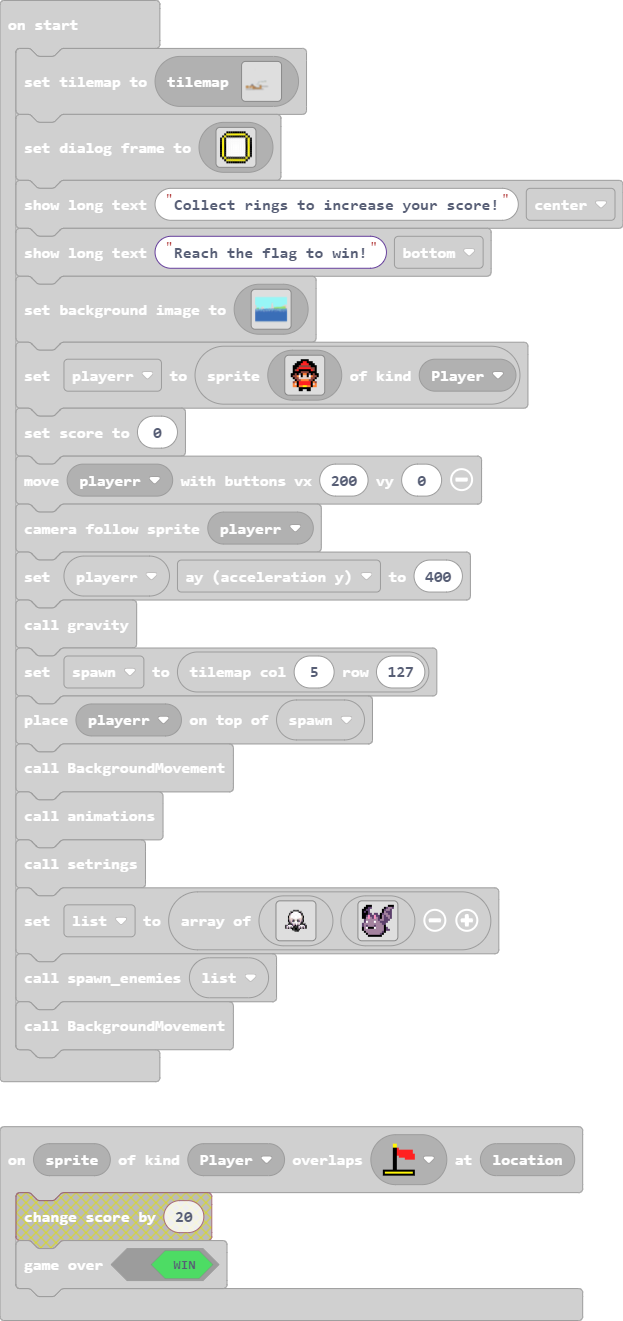 on start
set tilemap to tilemap
set dialog frame to
show long text "Collect rings to increase your score!" center
show long text "Reach the flag to win!" bottom
set background image to
set playerr to sprite of kind Player
set score to 0
move playerr with buttons vx 200 vy 0
camera follow sprite playerr
set playerr ay (acceleration y) to 400
call gravity
set spawn to tilemap col 5 row 127
place playerr on top of spawn
call BackgroundMovement
call animations
call setrings
set list to array of
call spawn_enemies list
call BackgroundMovement
on sprite of kind Player overlaps at location
change score by 20
game over WIN